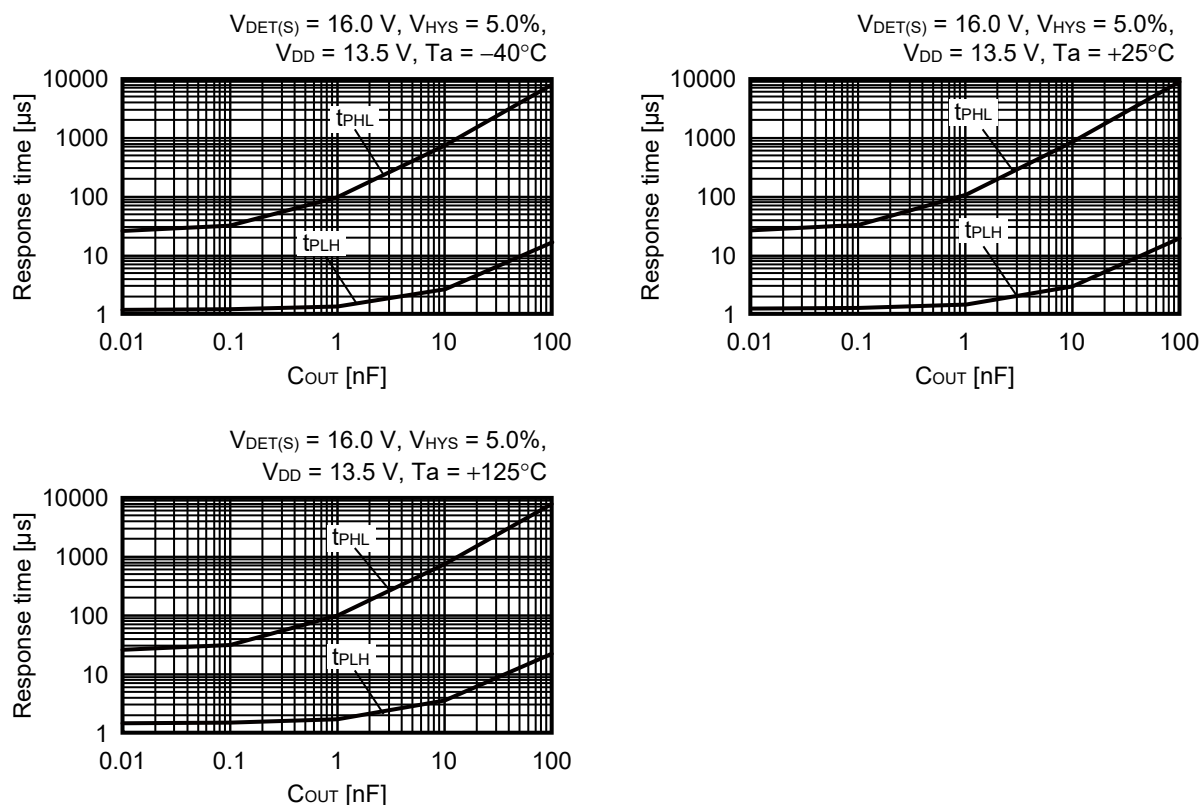 VDET(S) = 16.0 V, VHYS = 5.0%,
VDD = 13.5 V, Ta = −40°C
Response time [µs]
10000
1000
100
10
1
tPHL
tPLH
0.01 0.1 1 10 100
COUT [nF]
VDET(S) = 16.0 V, VHYS = 5.0%,
VDD = 13.5 V, Ta = +25°C
Response time [µs]
10000
1000
100
10
1
tPHL
tPLH
0.01 0.1 1 10 100
COUT [nF]
VDET(S) = 16.0 V, VHYS = 5.0%,
VDD = 13.5 V, Ta = +125°C
Response time [µs]
10000
1000
100
10
1
tPHL
tPLH
0.01 0.1 1 10 100
COUT [nF]